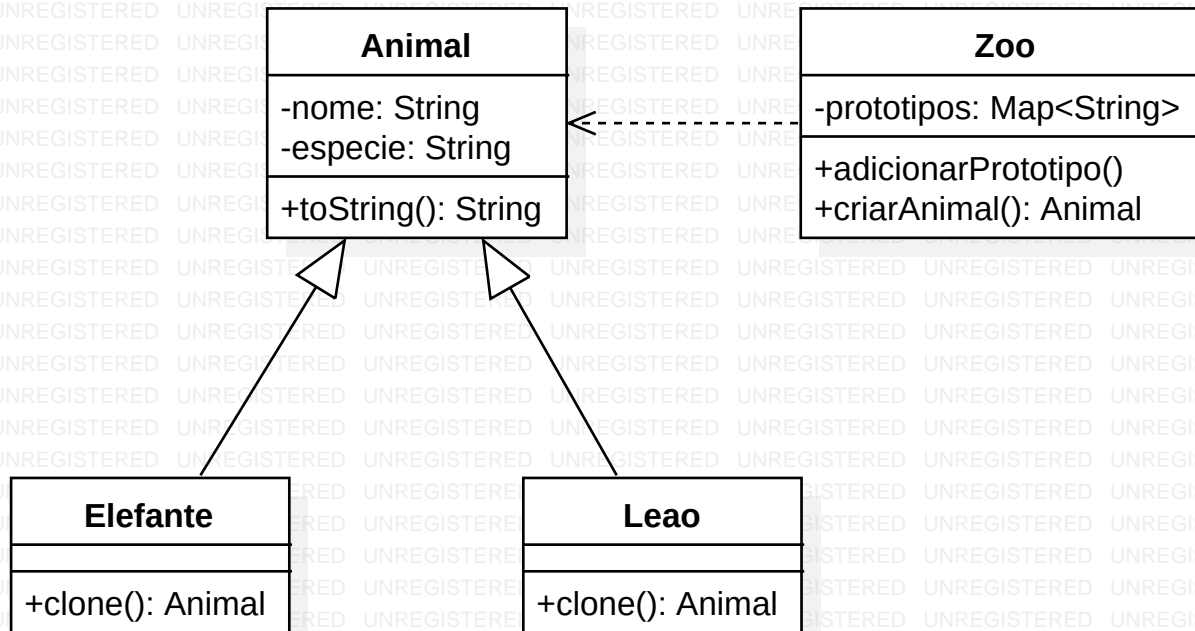 Animal
-nome: String
-especie: String
+toString(): String
Zoo
-prototipos: Map<String>
+adicionarPrototipo()
+criarAnimal(): Animal
Elefante
+clone(): Animal
Leao
+clone(): Animal
UNREGISTERED